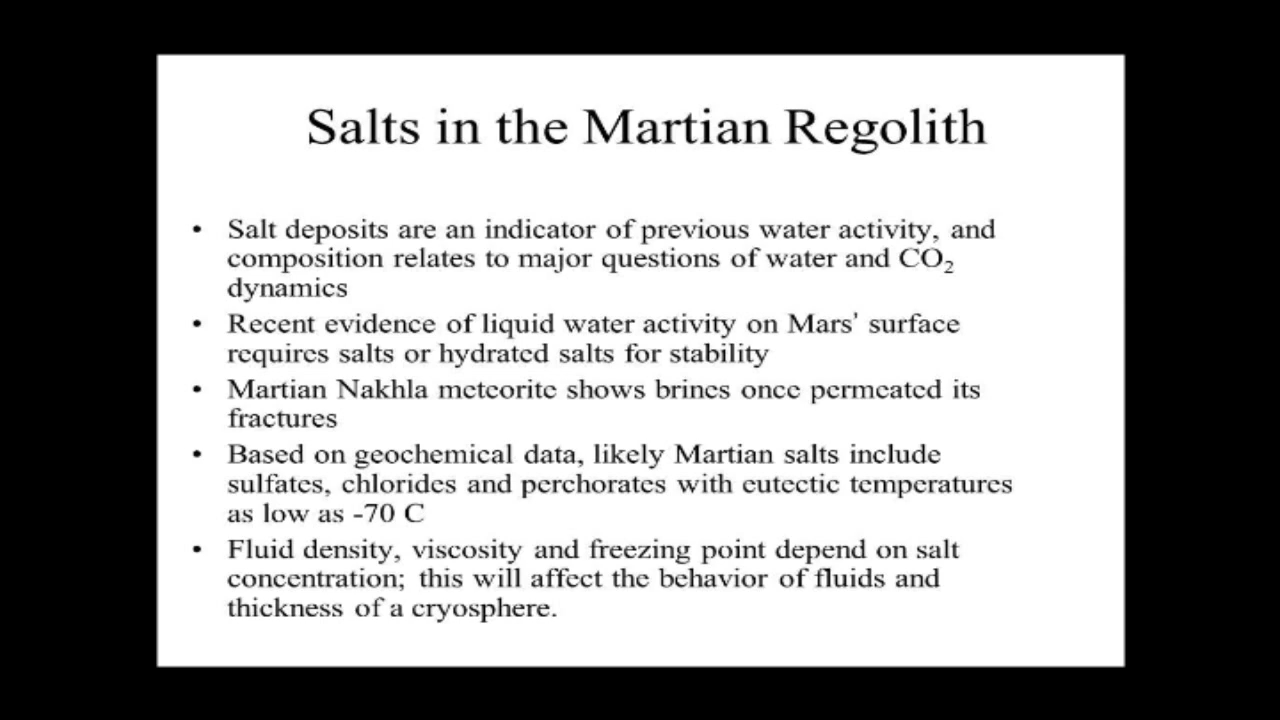 Salts in the Martian Regolith
• Salt deposits are an indicator of previous water activity, and
composition relates to major questions of water and CO₂
dynamics
• Recent evidence of liquid water activity on Mars' surface
requires salts or hydrated salts for stability
• Martian Nakhla meteorite shows brines once permeated its
fractures
• Based on geochemical data, likely Martian salts include
sulfates, chlorides and perchorates with eutectic temperatures
as low as -70 C
• Fluid density, viscosity and freezing point depend on salt
concentration; this will affect the behavior of fluids and
thickness of a cryosphere.